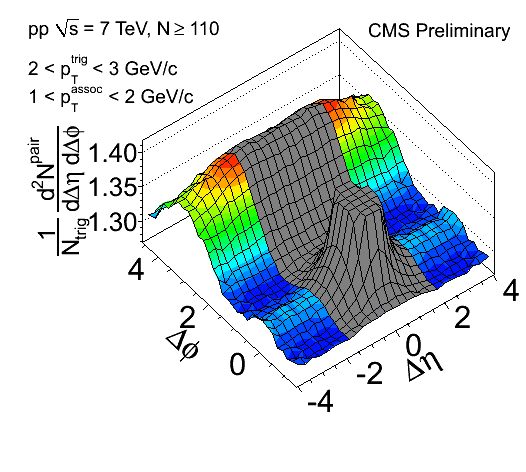 pp √s = 7 TeV, N ≥ 110
CMS Preliminary
2 < p_T^trig < 3 GeV/c
1 < p_T^assoc < 2 GeV/c
1/N_trig d²N^pair/dΔη dΔφ
1.40
1.35
1.30
4
2
0
Δφ
-4
-2
0
2
4
Δη